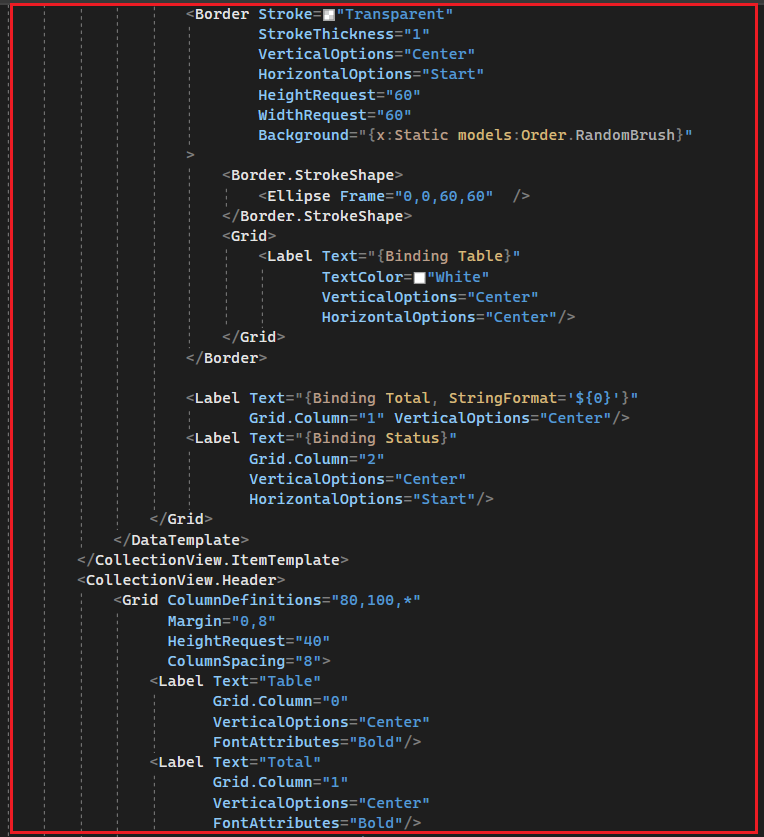 <Border Stroke="Transparent"
StrokeThickness="1"
VerticalOptions="Center"
HorizontalOptions="Start"
HeightRequest="60"
WidthRequest="60"
Background="{x:Static models:Order.RandomBrush}"
>
<Border.StrokeShape>
<Ellipse Frame="0,0,60,60"  />
</Border.StrokeShape>
<Grid>
<Label Text="{Binding Table}"
TextColor="White"
VerticalOptions="Center"
HorizontalOptions="Center"/>
</Grid>
</Border>
<Label Text="{Binding Total, StringFormat='${0}'}"
Grid.Column="1" VerticalOptions="Center"/>
<Label Text="{Binding Status}"
Grid.Column="2"
VerticalOptions="Center"
HorizontalOptions="Start"/>
</Grid>
</DataTemplate>
</CollectionView.ItemTemplate>
<CollectionView.Header>
<Grid ColumnDefinitions="80,100,*"
Margin="0,8"
HeightRequest="40"
ColumnSpacing="8">
<Label Text="Table"
Grid.Column="0"
VerticalOptions="Center"
FontAttributes="Bold"/>
<Label Text="Total"
Grid.Column="1"
VerticalOptions="Center"
FontAttributes="Bold"/>